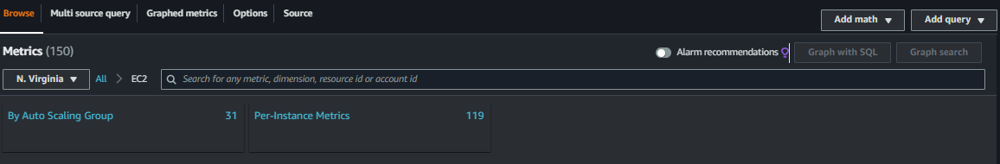 Browse Multi source query Graphed metrics Options Source
Add math Add query
Metrics (150) Alarm recommendations Graph with SQL Graph search
N. Virginia All EC2 Search for any metric, dimension, resource id or account id
By Auto Scaling Group 31 Per-Instance Metrics 119